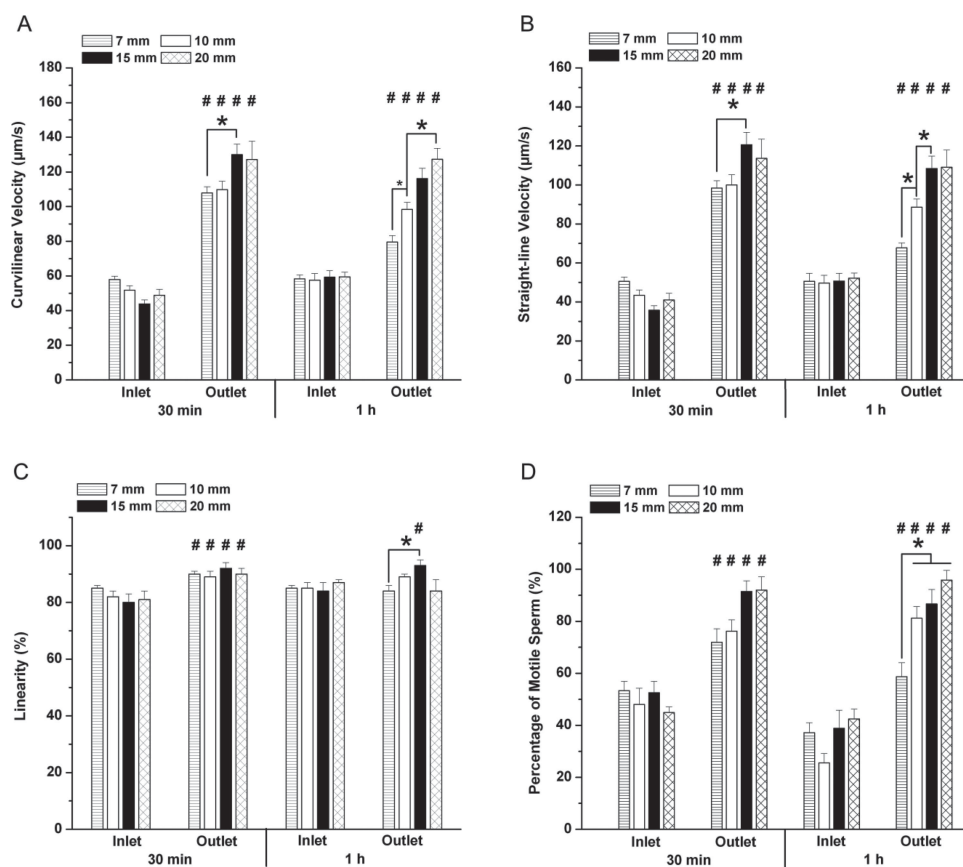 A
7 mm 10 mm
15 mm 20 mm
Curvilinear Velocity (µm/s)
180
160
140
120
100
80
60
40
20
0
# # # #
*
# # # #
*
*
Inlet Outlet Inlet Outlet
30 min 1 h
B
7 mm 10 mm
15 mm 20 mm
Straight-line Velocity (µm/s)
160
140
120
100
80
60
40
20
0
# # # #
*
# # # #
*
*
Inlet Outlet Inlet Outlet
30 min 1 h
C
7 mm 10 mm
15 mm 20 mm
Linearity (%)
100
80
60
40
20
0
# # # #
#
*
Inlet Outlet Inlet Outlet
30 min 1 h
D
7 mm 10 mm
15 mm 20 mm
Percentage of Motile Sperm (%)
120
100
80
60
40
20
0
# # # #
# # # #
*
Inlet Outlet Inlet Outlet
30 min 1 h